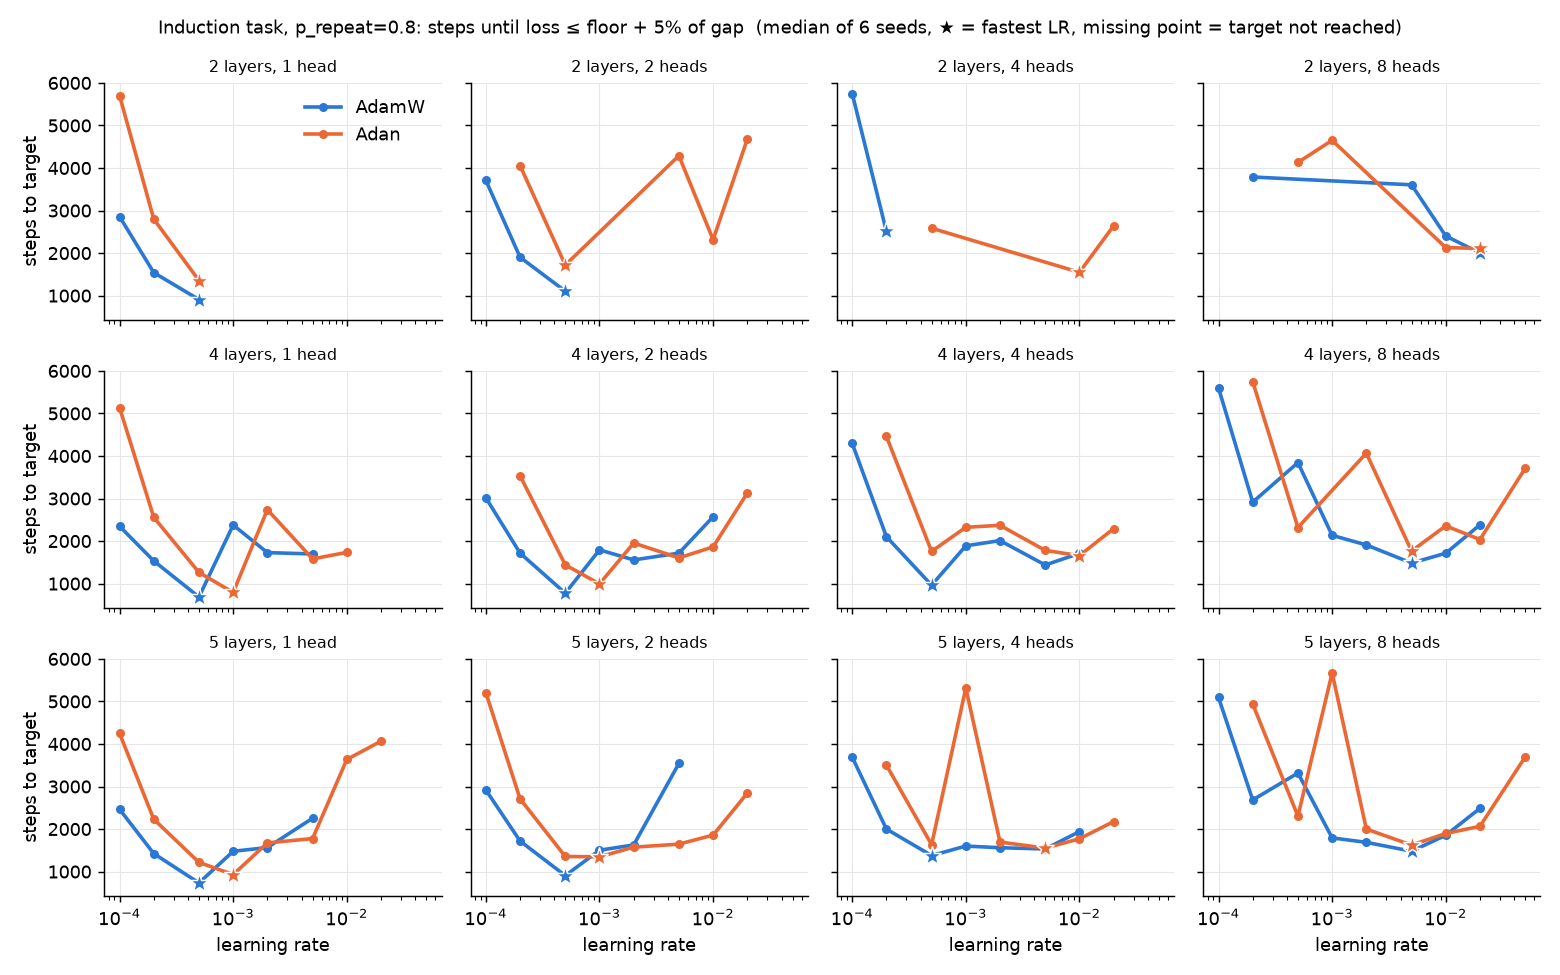 Induction task, p_repeat=0.8: steps until loss ≤ floor + 5% of gap  (median of 6 seeds, ★ = fastest LR, missing point = target not reached)
2 layers, 1 head
2 layers, 2 heads
2 layers, 4 heads
2 layers, 8 heads
AdamW
Adan
steps to target
6000
5000
4000
3000
2000
1000
4 layers, 1 head
4 layers, 2 heads
4 layers, 4 heads
4 layers, 8 heads
steps to target
6000
5000
4000
3000
2000
1000
5 layers, 1 head
5 layers, 2 heads
5 layers, 4 heads
5 layers, 8 heads
steps to target
6000
5000
4000
3000
2000
1000
10⁻⁴ 10⁻³ 10⁻² 10⁻⁴ 10⁻³ 10⁻² 10⁻⁴ 10⁻³ 10⁻² 10⁻⁴ 10⁻³ 10⁻²
learning rate learning rate learning rate learning rate